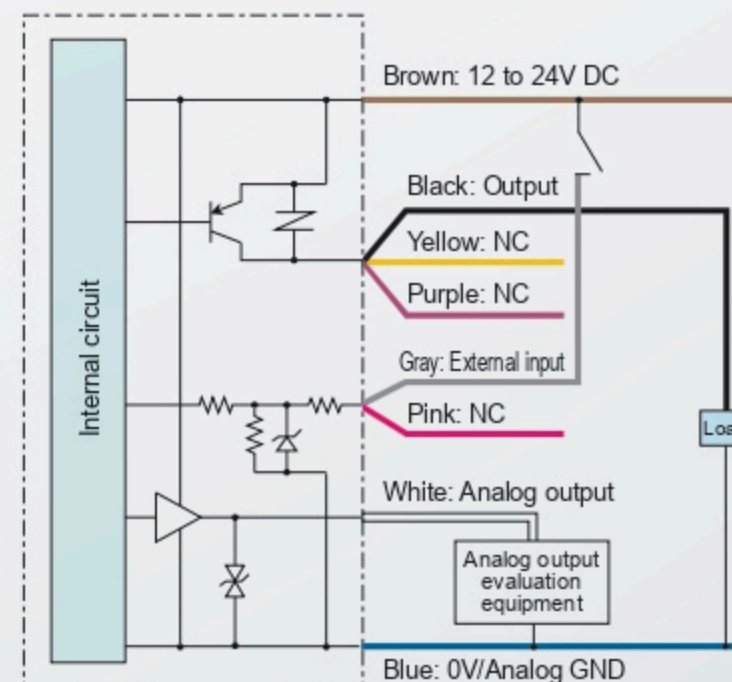 Brown: 12 to 24V DC
Black: Output
Yellow: NC
Purple: NC
Internal circuit
Gray: External input
Pink: NC
White: Analog output
Analog output
evaluation
equipment
Blue: 0V/Analog GND